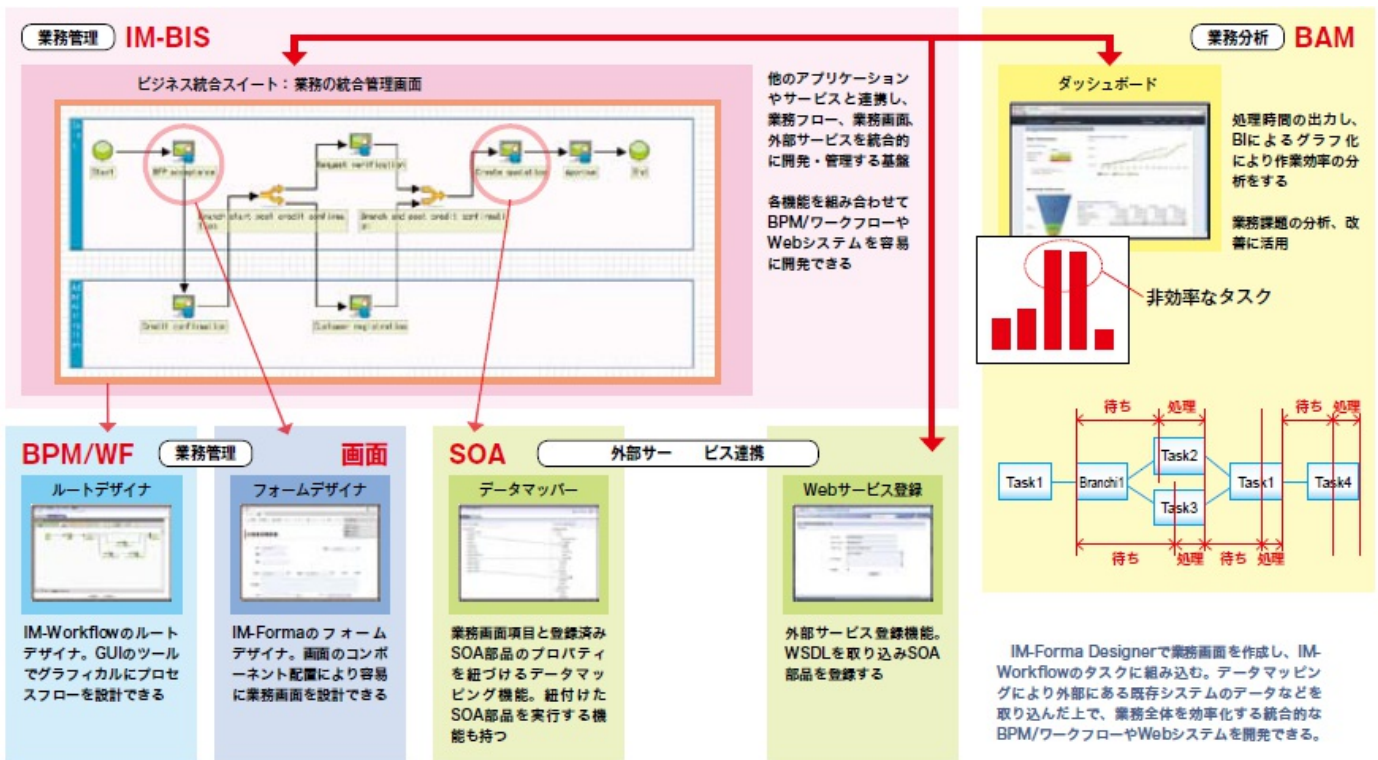 業務管理 IM-BIS
ビジネス統合スイート：業務の統合管理画面
Start
RFP acceptance
Request verification
Create quotation
Approve
End
Credit confirmation
Customer registration
他のアプリケーション
やサービスと連携し、
業務フロー、業務画面、
外部サービスを統合的
に開発・管理する基盤
各機能を組み合わせて
BPM/ワークフローや
Webシステムを容易
に開発できる
業務分析 BAM
ダッシュボード
処理時間の出力し、
BIによるグラフ化
により作業効率の分
析をする
業務課題の分析、改
善に活用
非効率なタスク
待ち 処理 待ち 処理
Task1
Branchi1
Task2
Task3
Task1
Task4
待ち 処理 待ち 処理
BPM/WF 業務管理 画面
ルートデザイナ
IM-Workflowのルート
デザイナ。GUIのツール
でグラフィカルにプロセ
スフローを設計できる
フォームデザイナ
IM-Formaのフォーム
デザイナ。画面のコンポ
ーネント配置により容易
に業務画面を設計できる
SOA 外部サー ビス連携
データマッパー
業務画面項目と登録済み
SOA部品のプロパティ
を紐づけるデータマッ
ピング機能。紐付けた
SOA部品を実行する機
能も持つ
Webサービス登録
外部サービス登録機能。
WSDLを取り込みSOA
部品を登録する
IM-Forma Designerで業務画面を作成し、IM-
Workflowのタスクに組み込む。データマッピン
グにより外部にある既存システムのデータなどを
取り込んだ上で、業務全体を効率化する統合的な
BPM/ワークフローやWebシステムを開発できる。